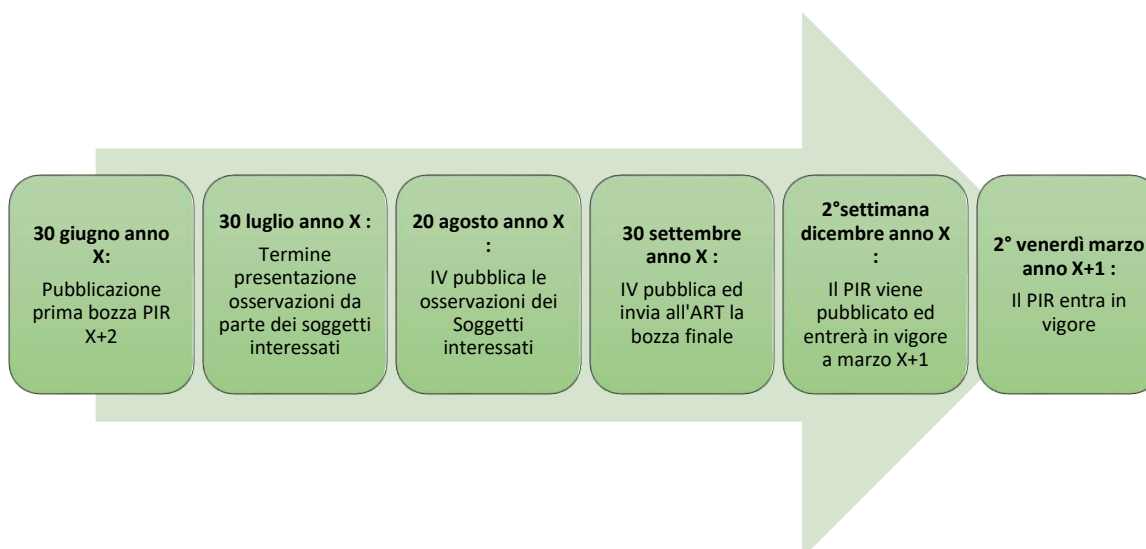 30 giugno anno
X:
Pubblicazione
prima bozza PIR
X+2
30 luglio anno X :
Termine
presentazione
osservazioni da
parte dei soggetti
interessati
20 agosto anno X
:
IV pubblica le
osservazioni dei
Soggetti
interessati
30 settembre
anno X :
IV pubblica ed
invia all'ART la
bozza finale
2°settimana
dicembre anno X
:
Il PIR viene
pubblicato ed
entrerà in vigore
a marzo X+1
2° venerdì marzo
anno X+1 :
Il PIR entra in
vigore